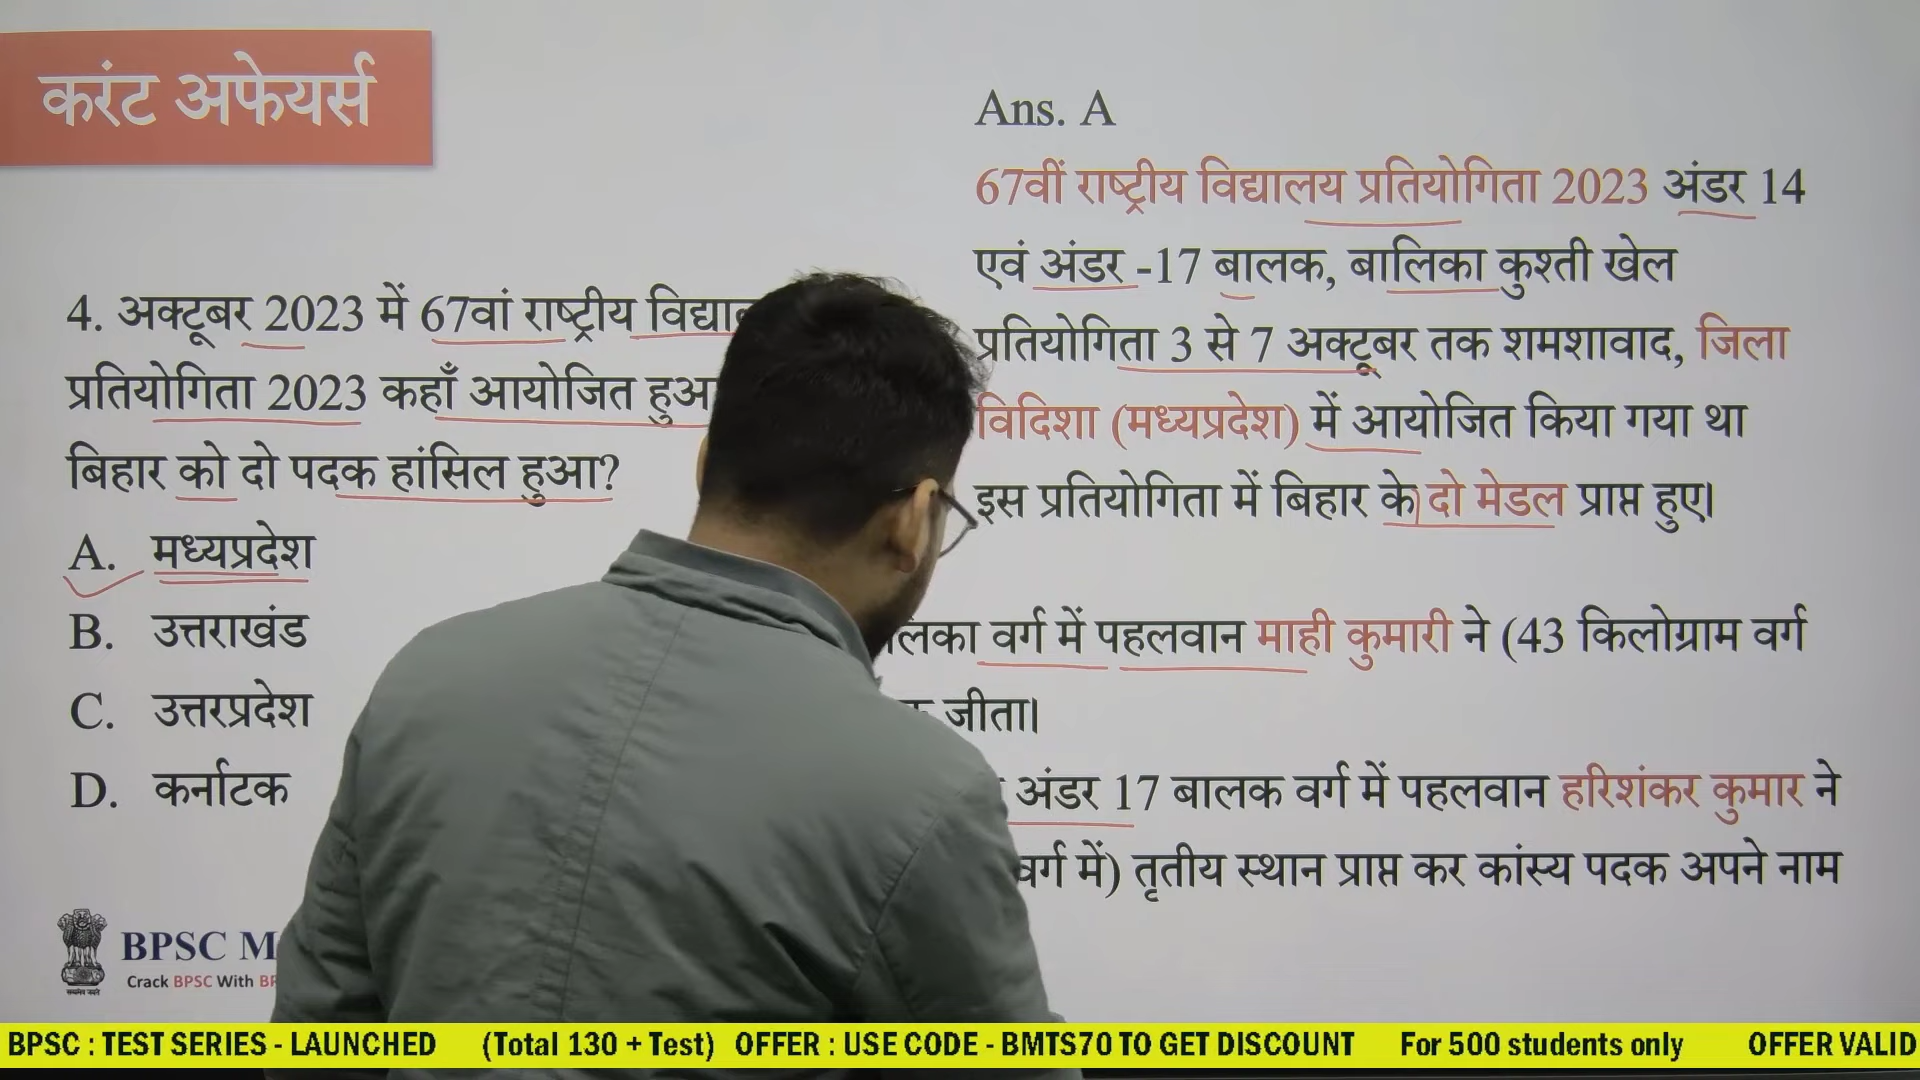 करंट अफेयर्स
4. अक्टूबर 2023 में 67वां राष्ट्रीय
प्रतियोगिता 2023 कहाँ आयोजित
बिहार को दो पदक हांसिल हुआ?
A. मध्यप्रदेश
B. उत्तराखंड
C. उत्तरप्रदेश
D. कर्नाटक
Ans. A
67वीं राष्ट्रीय विद्यालय प्रतियोगिता 2023 अंडर 14
एवं अंडर -17 बालक, बालिका कुश्ती खेल
प्रतियोगिता 3 से 7 अक्टूबर तक शमशावाद, जिला
विदिशा (मध्यप्रदेश) में आयोजित किया गया था
इस प्रतियोगिता में बिहार के दो मेडल प्राप्त हुए।
वर्ग में पहलवान माही कुमारी ने (43 किलोग्राम वर्ग
जीता।
अंडर 17 बालक वर्ग में पहलवान हरिशंकर कुमार ने
वर्ग में) तृतीय स्थान प्राप्त कर कांस्य पदक अपने नाम
BPSC
Crack BPSC With
BPSC : TEST SERIES - LAUNCHED (Total 130 + Test) OFFER : USE CODE - BMTS70 TO GET DISCOUNT For 500 students only OFFER VALID